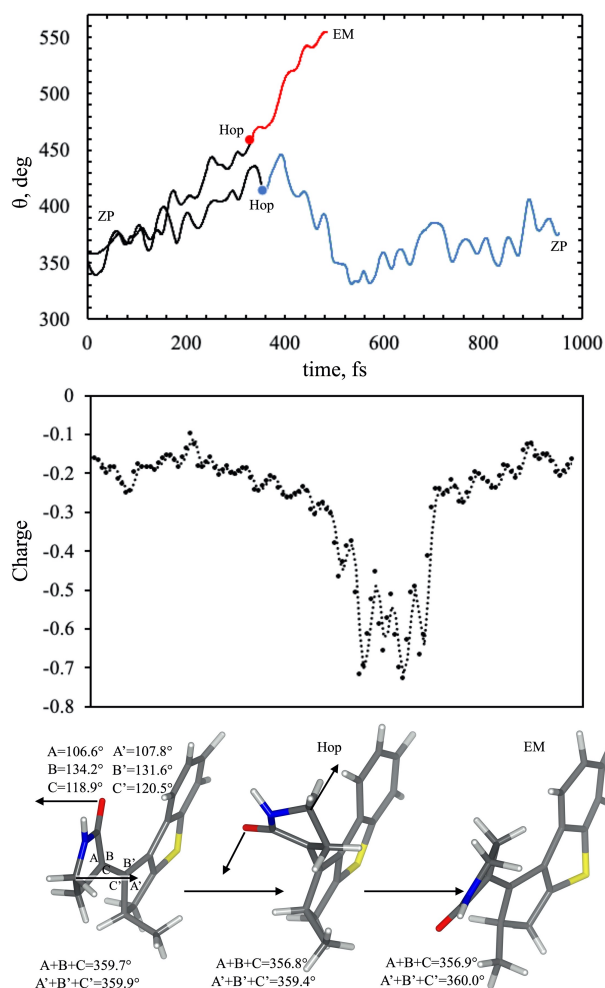 550
EM
500
Hop
450
θ, deg
400
Hop
ZP
350
ZP
300
0
200
400
600
800
1000
time, fs
0
-0.1
-0.2
-0.3
Charge
-0.4
-0.5
-0.6
-0.7
-0.8
A=106.6° A’=107.8°
B=134.2° B’=131.6°
C=118.9° C’=120.5°
Hop
EM
A B B’
C
C’ A’
A+B+C=359.7°
A’+B’+C’=359.9°
A+B+C=356.8°
A’+B’+C’=359.4°
A+B+C=356.9°
A’+B’+C’=360.0°